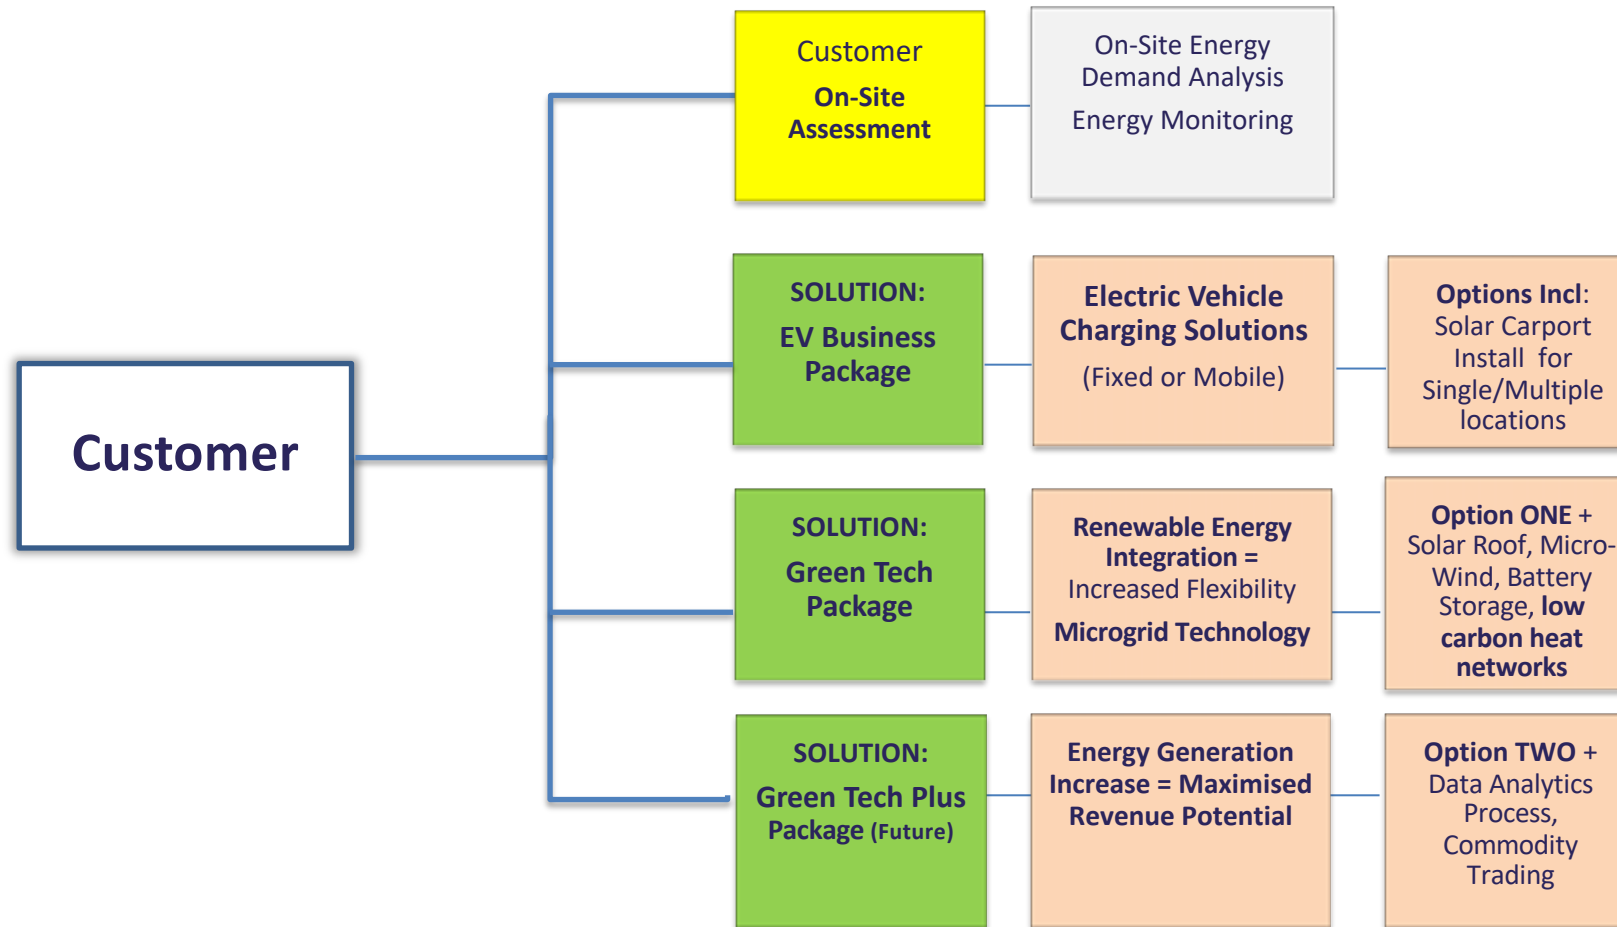 Customer
Customer
On-Site
Assessment
On-Site Energy
Demand Analysis
Energy Monitoring
SOLUTION:
EV Business
Package
Electric Vehicle
Charging Solutions
(Fixed or Mobile)
Options Incl:
Solar Carport
Install for
Single/Multiple
locations
SOLUTION:
Green Tech
Package
Renewable Energy
Integration =
Increased Flexibility
Microgrid Technology
Option ONE +
Solar Roof, Micro-
Wind, Battery
Storage, low
carbon heat
networks
SOLUTION:
Green Tech Plus
Package (Future)
Energy Generation
Increase = Maximised
Revenue Potential
Option TWO +
Data Analytics
Process,
Commodity
Trading